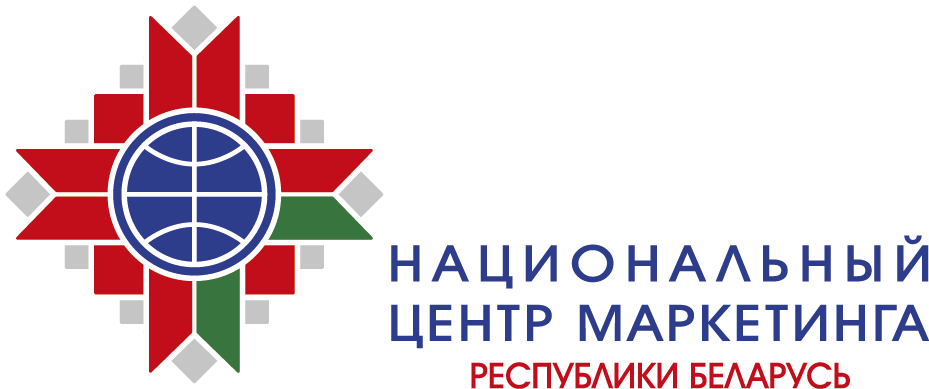 НАЦИОНАЛЬНЫЙ
ЦЕНТР МАРКЕТИНГА
РЕСПУБЛИКИ БЕЛАРУСЬ